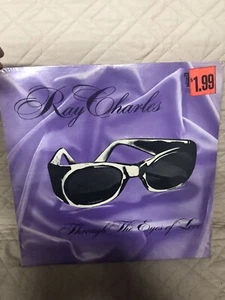 Ray Charles
$1.99
Through The Eyes of Love